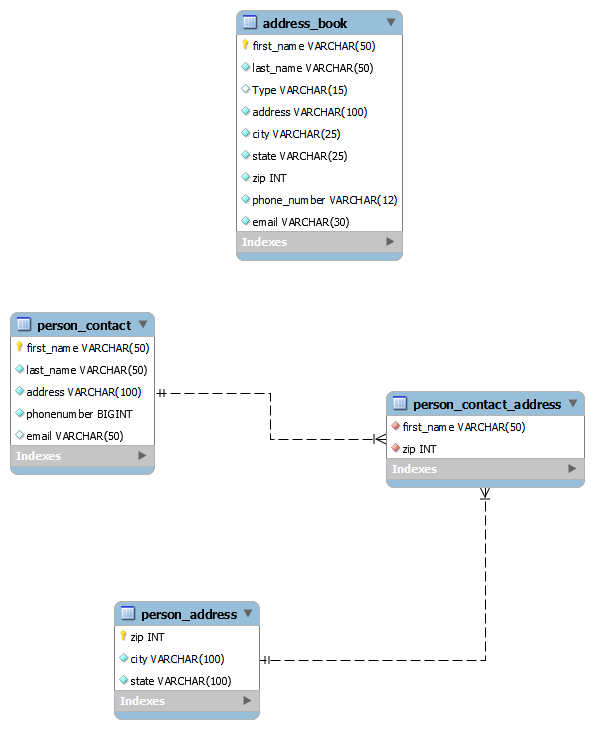 address_book
first_name VARCHAR(50)
last_name VARCHAR(50)
Type VARCHAR(15)
address VARCHAR(100)
city VARCHAR(25)
state VARCHAR(25)
zip INT
phone_number VARCHAR(12)
email VARCHAR(30)
Indexes
person_contact
first_name VARCHAR(50)
last_name VARCHAR(50)
address VARCHAR(100)
phonenumber BIGINT
email VARCHAR(50)
Indexes
person_contact_address
first_name VARCHAR(50)
zip INT
Indexes
person_address
zip INT
city VARCHAR(100)
state VARCHAR(100)
Indexes